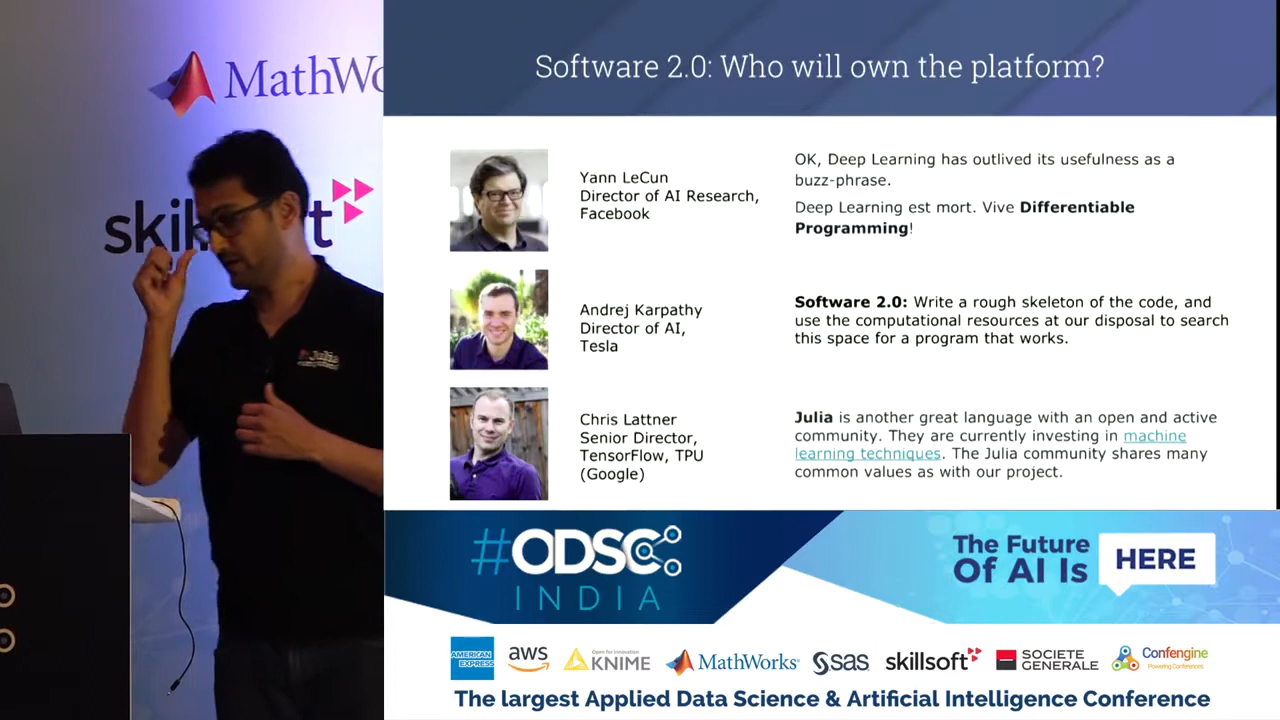 MathWo
skil
t
Julia
Software 2.0: Who will own the platform?
Yann LeCun
Director of AI Research,
Facebook
OK, Deep Learning has outlived its usefulness as a
buzz-phrase.
Deep Learning est mort. Vive Differentiable
Programming!
Andrej Karpathy
Director of AI,
Tesla
Software 2.0: Write a rough skeleton of the code, and
use the computational resources at our disposal to search
this space for a program that works.
Chris Lattner
Senior Director,
TensorFlow, TPU
(Google)
Julia is another great language with an open and active
community. They are currently investing in machine
learning techniques. The Julia community shares many
common values as with our project.
#ODSC
INDIA
The Future
Of AI Is
HERE
AMERICAN
EXPRESS
aws
Open for Innovation
KNIME
MathWorks
sas
skillsoft
SOCIETE
GENERALE
Confengine
Powering Conferences
The largest Applied Data Science & Artificial Intelligence Conference